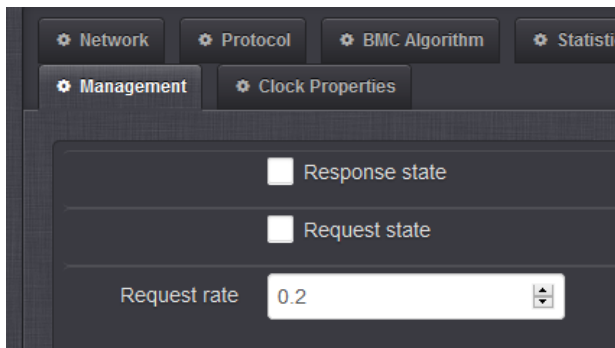 Network Protocol BMC Algorithm
Management Clock Properties
Response state
Request state
Request rate 0.2